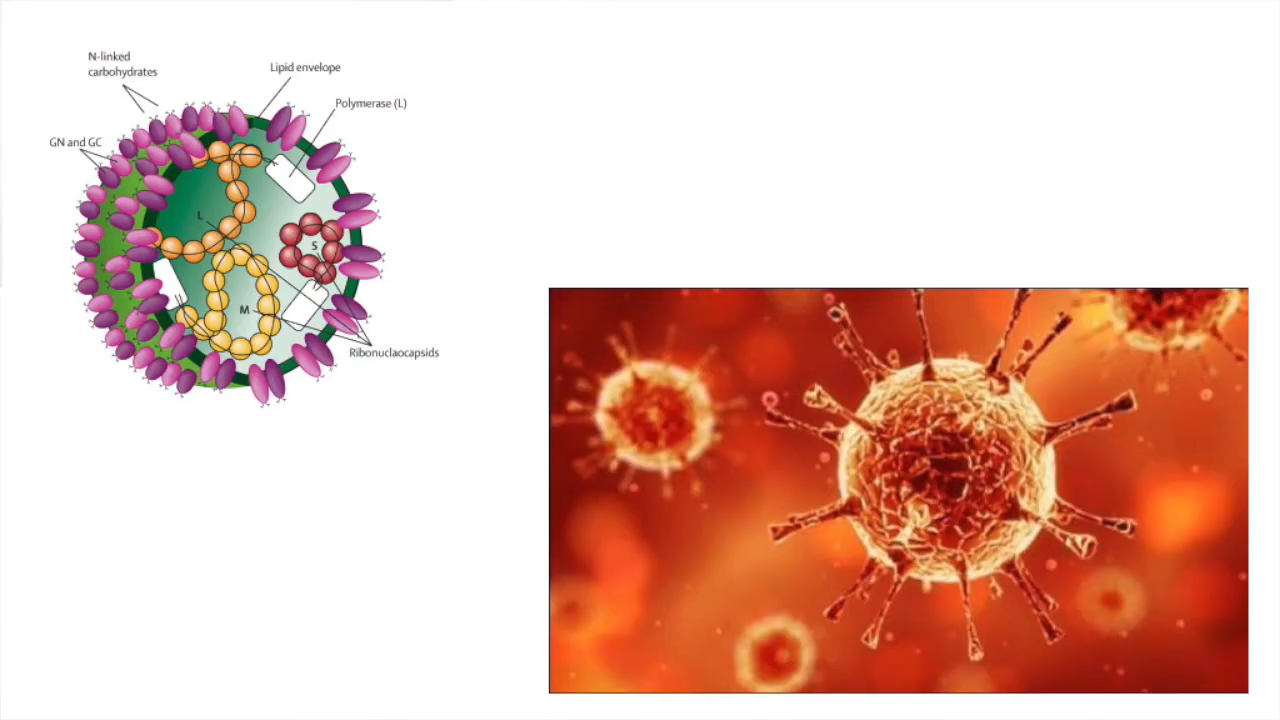 N-linked
carbohydrates
Lipid envelope
Polymerase (L)
GN and GC
L
S
M
Ribonuclaocapsids